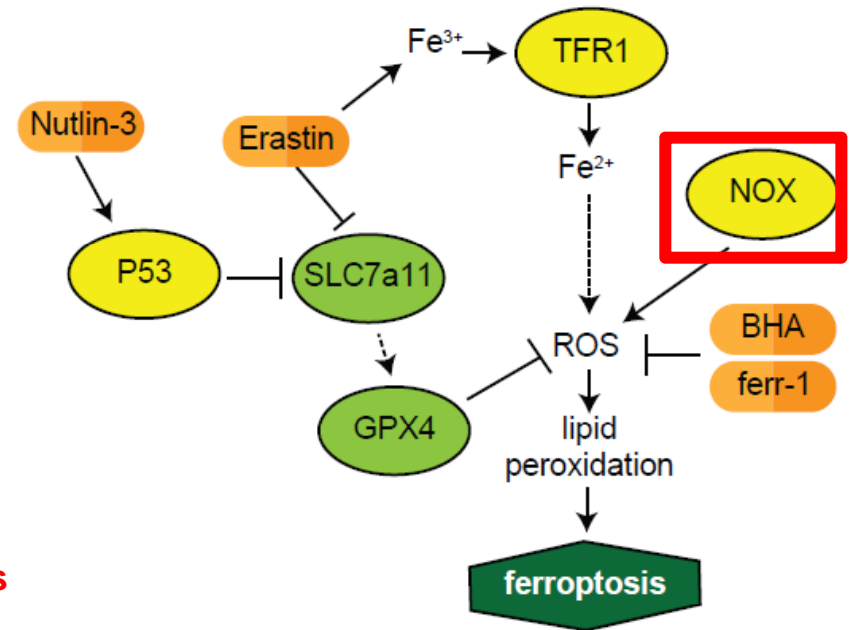 Fe³⁺
TFR1
Nutlin-3
Erastin
Fe²⁺
NOX
P53
SLC7a11
BHA
ROS
ferr-1
GPX4
lipid
peroxidation
ferroptosis
s